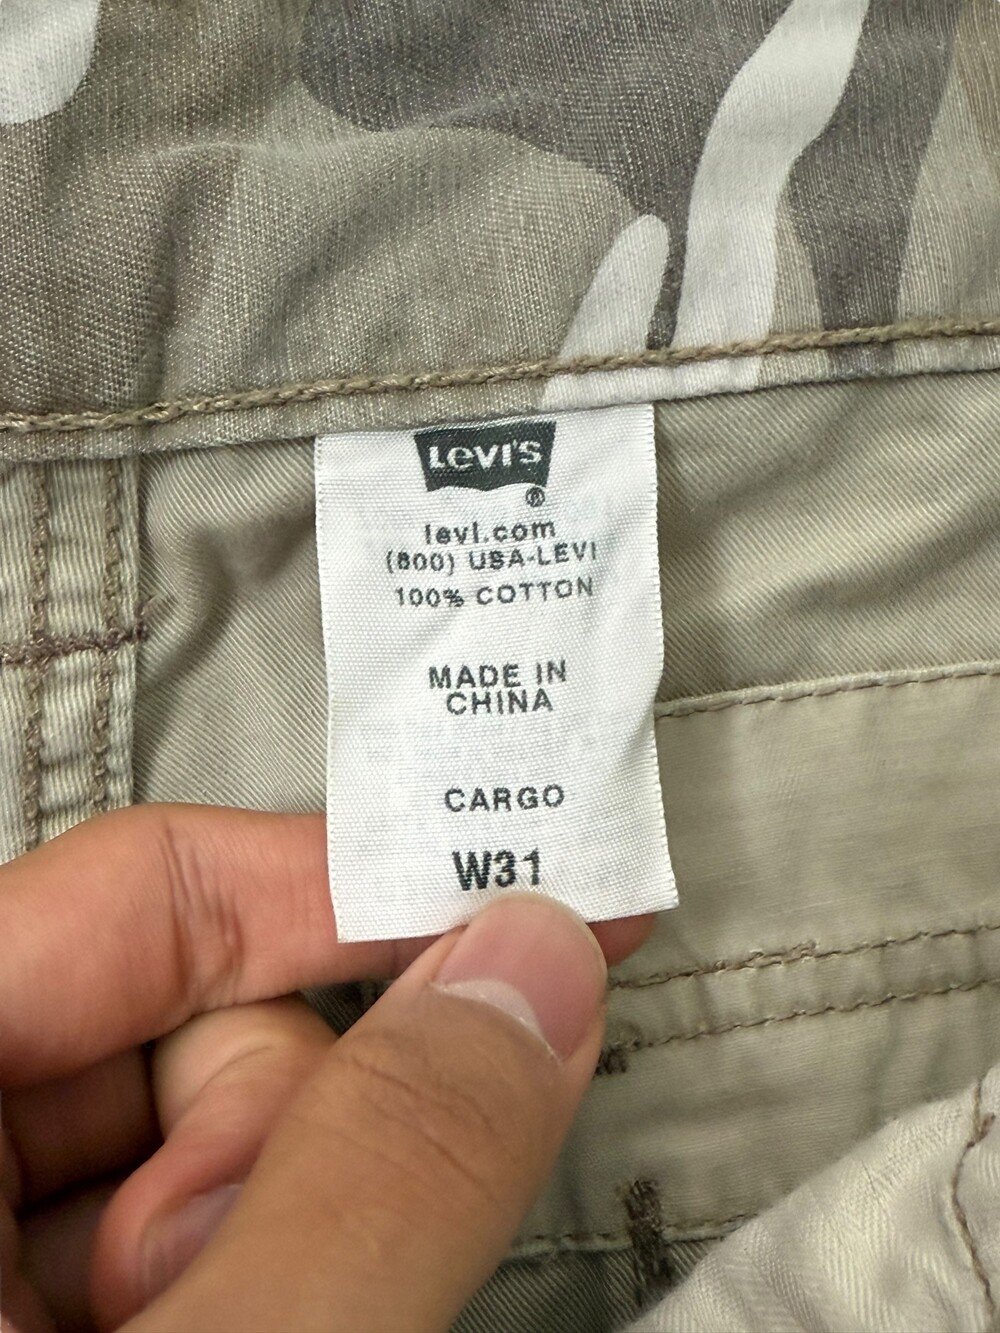 Levi's
®
levi.com
(800) USA-LEVI
100% COTTON
MADE IN
CHINA
CARGO
W31